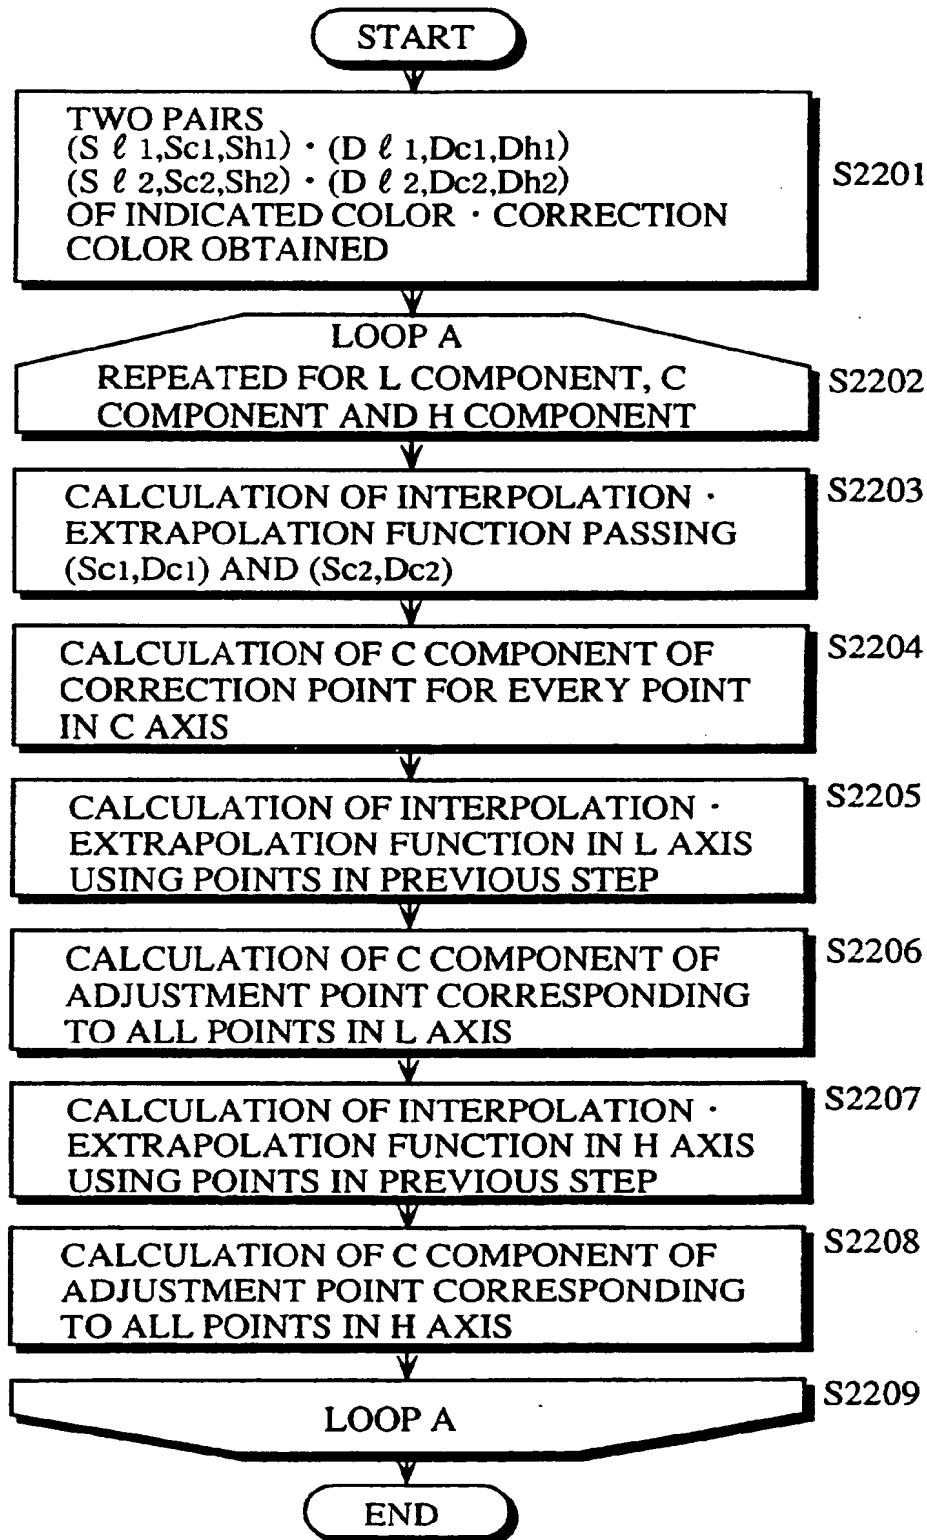 START
TWO PAIRS
(S ℓ 1,Sc1,Sh1)・(D ℓ 1,Dc1,Dh1)
(S ℓ 2,Sc2,Sh2)・(D ℓ 2,Dc2,Dh2)
OF INDICATED COLOR・CORRECTION
COLOR OBTAINED
S2201
LOOP A
REPEATED FOR L COMPONENT, C
COMPONENT AND H COMPONENT
S2202
CALCULATION OF INTERPOLATION・
EXTRAPOLATION FUNCTION PASSING
(Sc1,Dc1) AND (Sc2,Dc2)
S2203
CALCULATION OF C COMPONENT OF
CORRECTION POINT FOR EVERY POINT
IN C AXIS
S2204
CALCULATION OF INTERPOLATION・
EXTRAPOLATION FUNCTION IN L AXIS
USING POINTS IN PREVIOUS STEP
S2205
CALCULATION OF C COMPONENT OF
ADJUSTMENT POINT CORRESPONDING
TO ALL POINTS IN L AXIS
S2206
CALCULATION OF INTERPOLATION・
EXTRAPOLATION FUNCTION IN H AXIS
USING POINTS IN PREVIOUS STEP
S2207
CALCULATION OF C COMPONENT OF
ADJUSTMENT POINT CORRESPONDING
TO ALL POINTS IN H AXIS
S2208
LOOP A
S2209
END